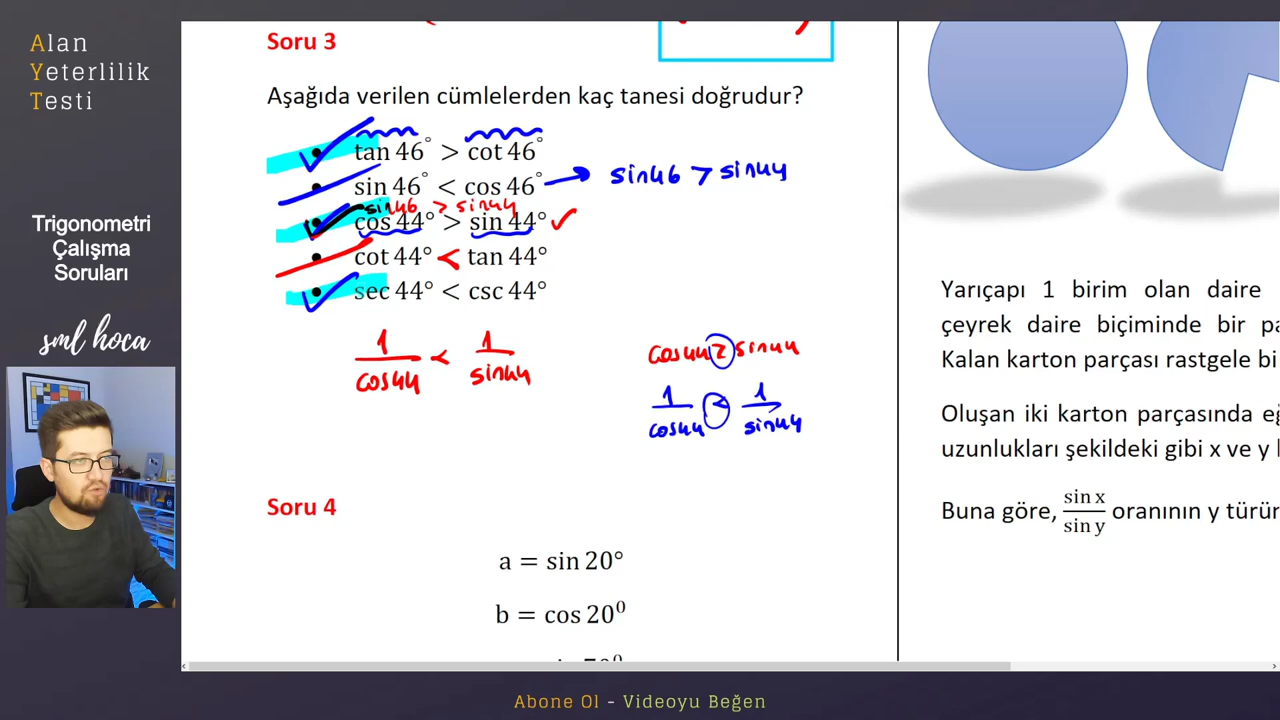 Alan
Yeterlilik
Testi
Trigonometri
Çalışma
Soruları
sml hoca
Soru 3
Aşağıda verilen cümlelerden kaç tanesi doğrudur?
• tan 46° > cot 46°
• sin 46° < cos 46° → sin46 > sin44
sin46 > sin44
• cos 44° > sin 44° ✓
• cot 44° < tan 44°
• sec 44° < csc 44°
1/cos44 < 1/sin44
cos44 > sin44
1/cos44 < 1/sin44
Soru 4
a = sin 20°
b = cos 20⁰
Yarıçapı 1 birim olan daire
çeyrek daire biçiminde bir pa
Kalan karton parçası rastgele bi
Oluşan iki karton parçasında eğ
uzunlukları şekildeki gibi x ve y
Buna göre, sin x/sin y oranının y türün
Abone Ol - Videoyu Beğen